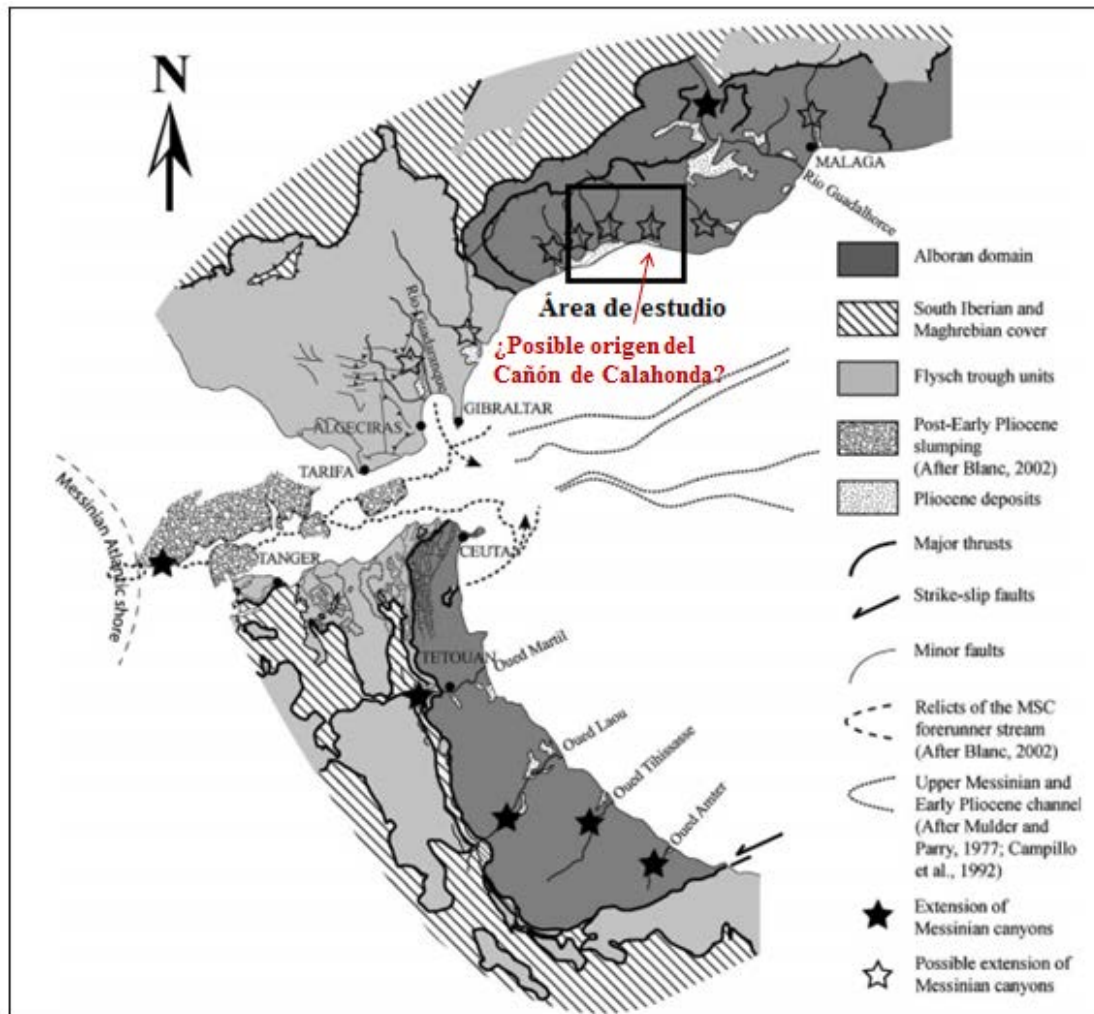 N
MALAGA
Rio Guadalhorce
Área de estudio
¿Posible origen del
Cañón de Calahonda?
Rio Guadaranque
GIBRALTAR
ALGECIRAS
TARIFA
Messinian Atlantic shore
TANGER
CEUTA
TETOUAN
Oued Martil
Oued Laou
Oued Tihissasse
Oued Amter
Alboran domain
South Iberian and
Maghrebian cover
Flysch trough units
Post-Early Pliocene
slumping
(After Blanc, 2002)
Pliocene deposits
Major thrusts
Strike-slip faults
Minor faults
Relicts of the MSC
forerunner stream
(After Blanc, 2002)
Upper Messinian and
Early Pliocene channel
(After Mulder and
Parry, 1977; Campillo
et al., 1992)
Extension of
Messinian canyons
Possible extension of
Messinian canyons